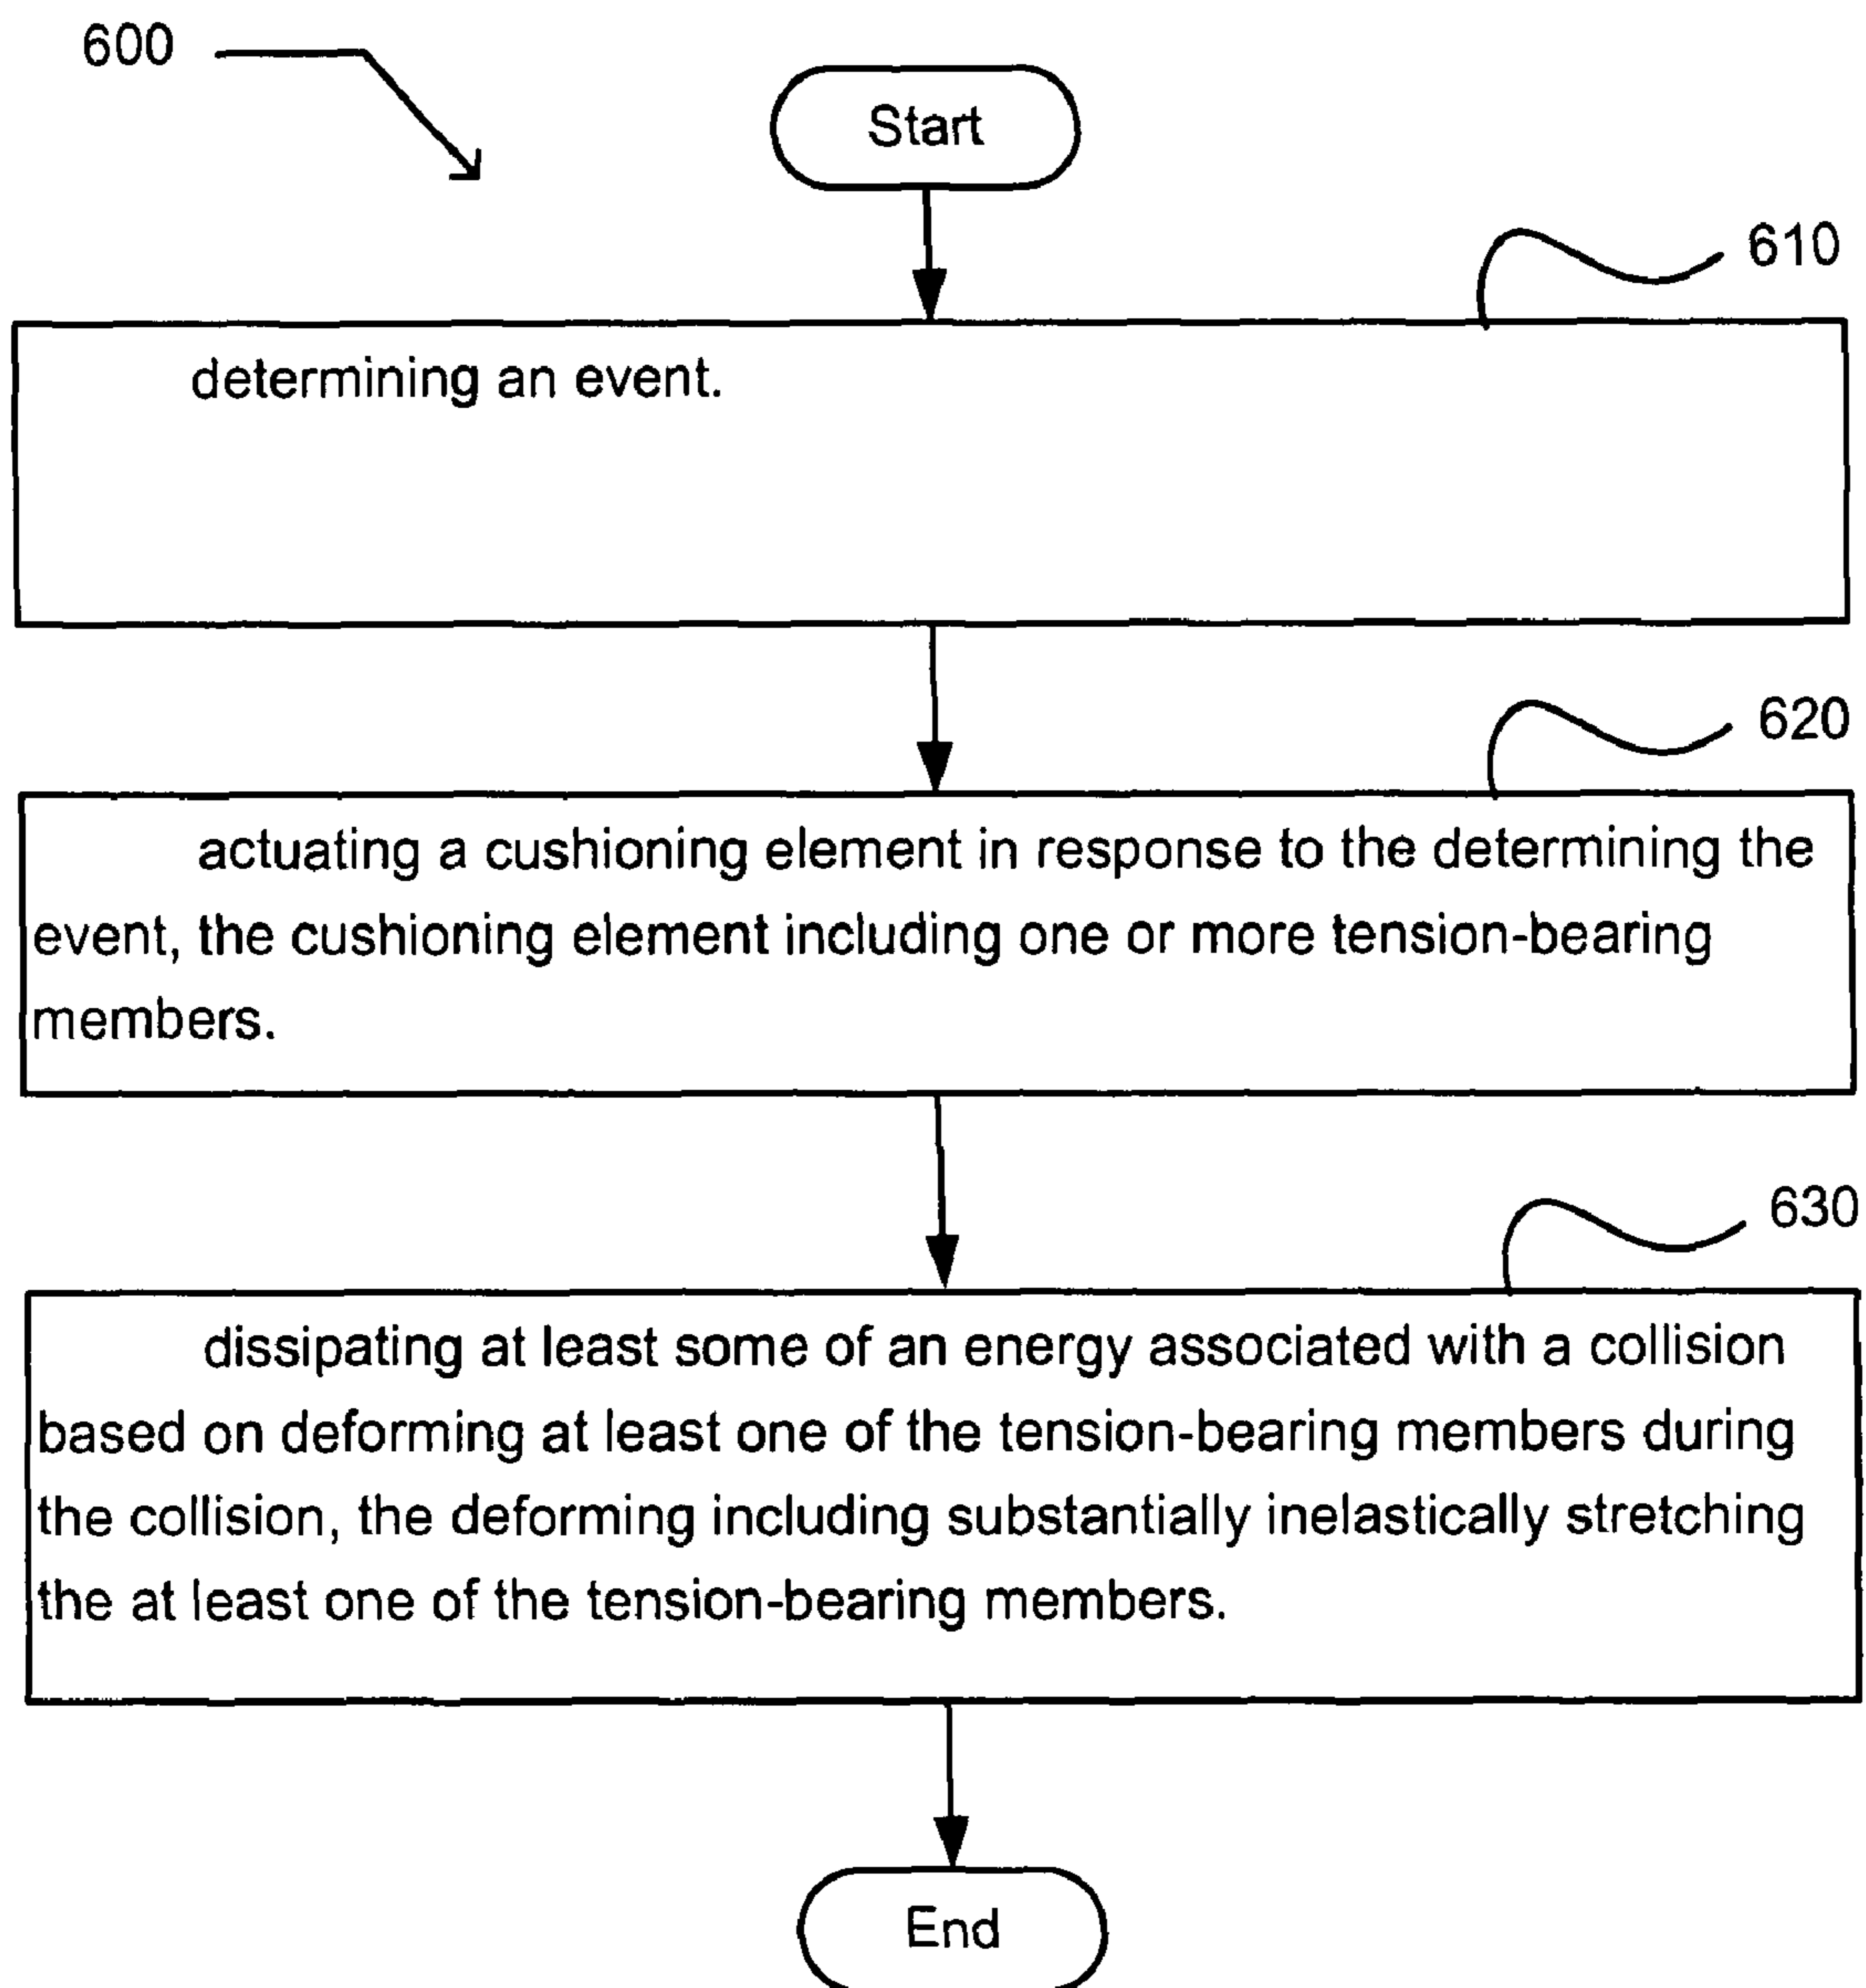 600
Start
610
determining an event.
620
actuating a cushioning element in response to the determining the
event, the cushioning element including one or more tension-bearing
members.
630
dissipating at least some of an energy associated with a collision
based on deforming at least one of the tension-bearing members during
the collision, the deforming including substantially inelastically stretching
the at least one of the tension-bearing members.
End